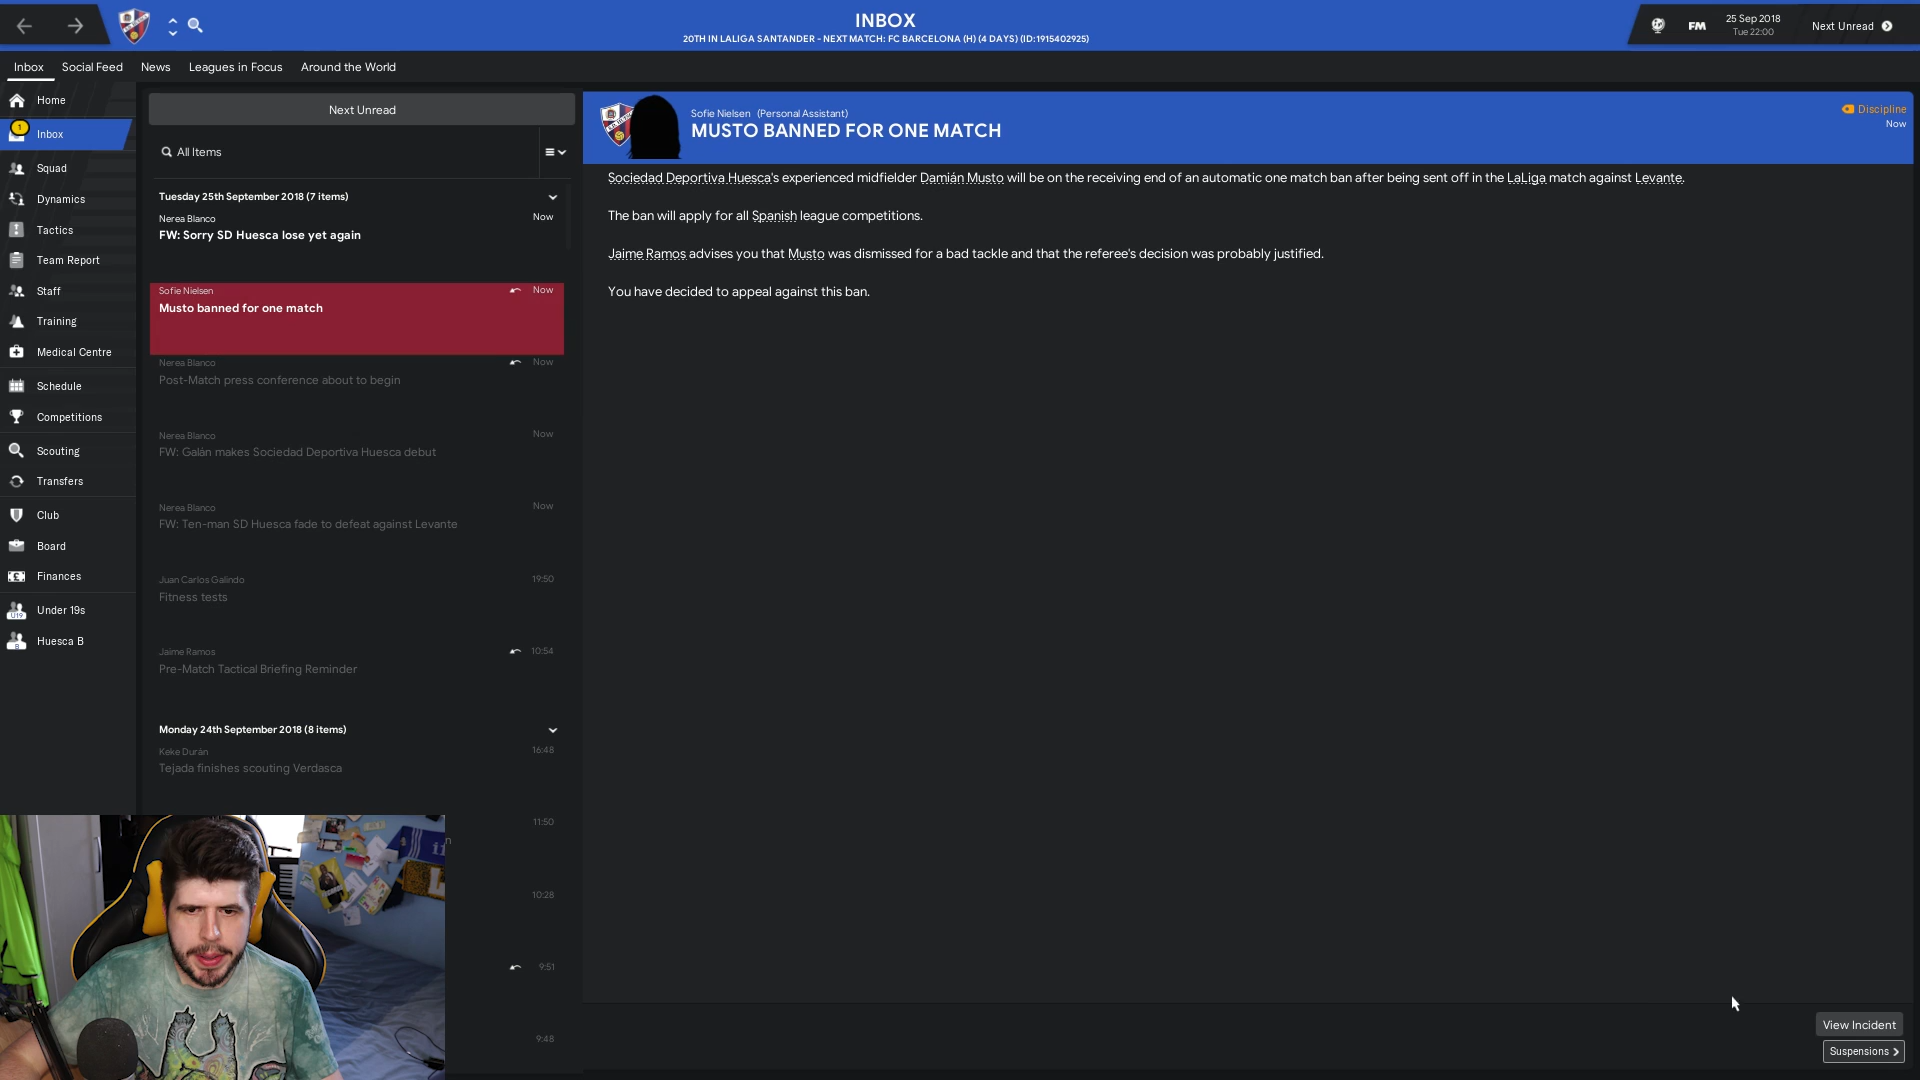 INBOX
20TH IN LALIGA SANTANDER - NEXT MATCH: FC BARCELONA (H) (4 DAYS) (ID:1915402925)
FM
25 Sep 2018
Tue 22:00
Next Unread
Inbox
Social Feed
News
Leagues in Focus
Around the World
Home
1
Inbox
Squad
Dynamics
Tactics
Team Report
Staff
Training
Medical Centre
Schedule
Competitions
Scouting
Transfers
Club
Board
Finances
Under 19s
Huesca B
Next Unread
All Items
Tuesday 25th September 2018 (7 items)
Nerea Blanco
Now
FW: Sorry SD Huesca lose yet again
Sofie Nielsen
Now
Musto banned for one match
Nerea Blanco
Now
Post-Match press conference about to begin
Nerea Blanco
Now
FW: Galán makes Sociedad Deportiva Huesca debut
Nerea Blanco
Now
FW: Ten-man SD Huesca fade to defeat against Levante
Juan Carlos Galindo
19:50
Fitness tests
Jaime Ramos
10:54
Pre-Match Tactical Briefing Reminder
Monday 24th September 2018 (8 items)
Keke Durán
16:48
Tejada finishes scouting Verdasca
11:50
10:28
9:51
9:48
Sofie Nielsen (Personal Assistant)
MUSTO BANNED FOR ONE MATCH
Discipline
Now
Sociedad Deportiva Huesca's experienced midfielder Damián Musto will be on the receiving end of an automatic one match ban after being sent off in the LaLiga match against Levante.
The ban will apply for all Spanish league competitions.
Jaime Ramos advises you that Musto was dismissed for a bad tackle and that the referee's decision was probably justified.
You have decided to appeal against this ban.
View Incident
Suspensions